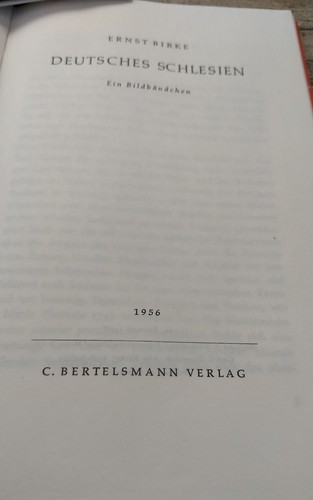 ERNST BIRKE
DEUTSCHES SCHLESIEN
Ein Bildbändchen
1956
C. BERTELSMANN VERLAG